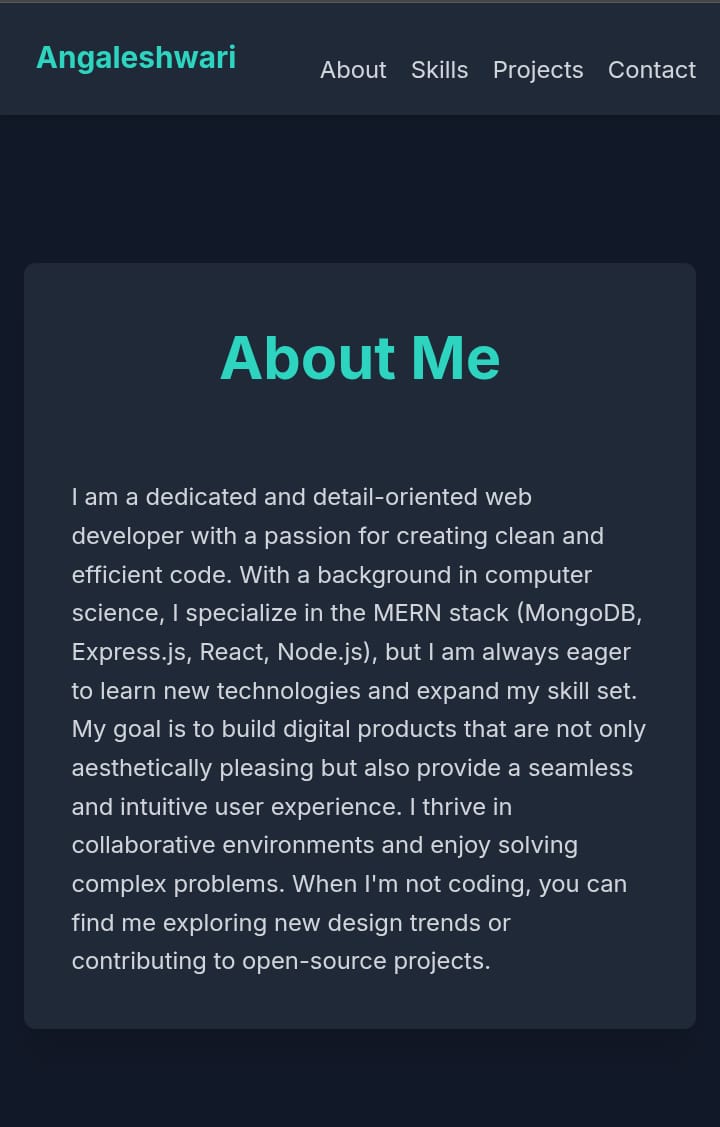 Angaleshwari
About Skills Projects Contact
About Me
I am a dedicated and detail-oriented web
developer with a passion for creating clean and
efficient code. With a background in computer
science, I specialize in the MERN stack (MongoDB,
Express.js, React, Node.js), but I am always eager
to learn new technologies and expand my skill set.
My goal is to build digital products that are not only
aesthetically pleasing but also provide a seamless
and intuitive user experience. I thrive in
collaborative environments and enjoy solving
complex problems. When I'm not coding, you can
find me exploring new design trends or
contributing to open-source projects.